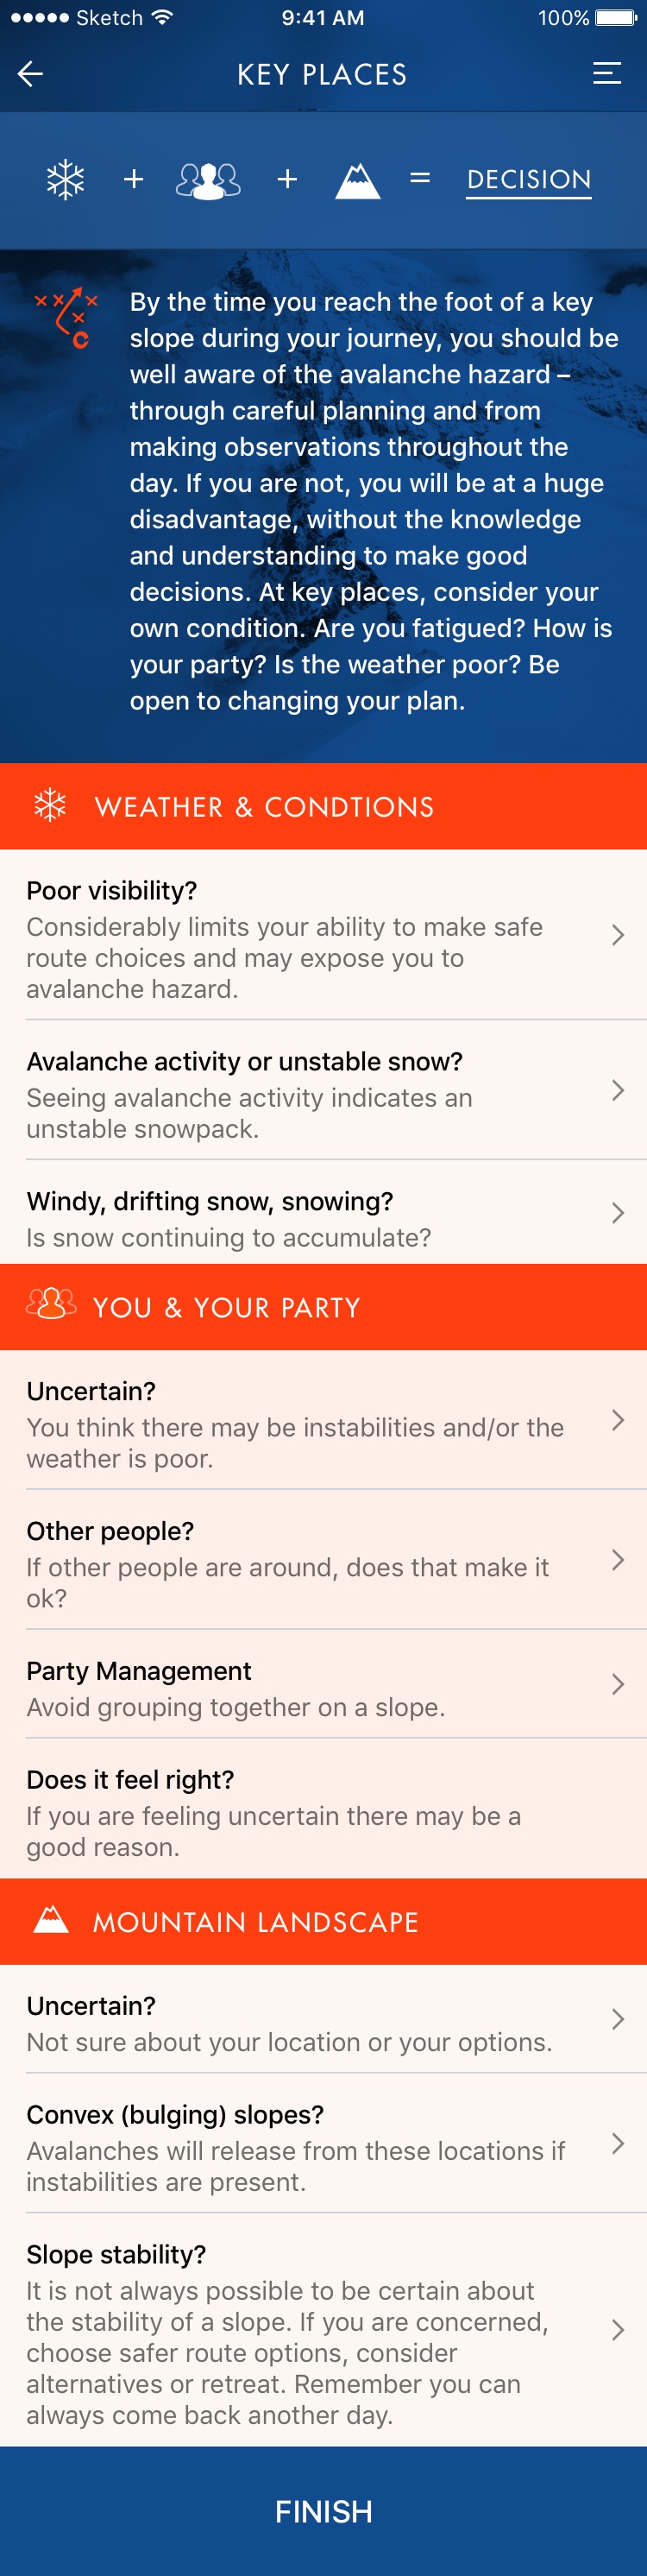 Sketch 9:41 AM 100%
KEY PLACES
+ + = DECISION
By the time you reach the foot of a key
slope during your journey, you should be
well aware of the avalanche hazard –
through careful planning and from
making observations throughout the
day. If you are not, you will be at a huge
disadvantage, without the knowledge
and understanding to make good
decisions. At key places, consider your
own condition. Are you fatigued? How is
your party? Is the weather poor? Be
open to changing your plan.
WEATHER & CONDTIONS
Poor visibility?
Considerably limits your ability to make safe
route choices and may expose you to
avalanche hazard.
Avalanche activity or unstable snow?
Seeing avalanche activity indicates an
unstable snowpack.
Windy, drifting snow, snowing?
Is snow continuing to accumulate?
YOU & YOUR PARTY
Uncertain?
You think there may be instabilities and/or the
weather is poor.
Other people?
If other people are around, does that make it
ok?
Party Management
Avoid grouping together on a slope.
Does it feel right?
If you are feeling uncertain there may be a
good reason.
MOUNTAIN LANDSCAPE
Uncertain?
Not sure about your location or your options.
Convex (bulging) slopes?
Avalanches will release from these locations if
instabilities are present.
Slope stability?
It is not always possible to be certain about
the stability of a slope. If you are concerned,
choose safer route options, consider
alternatives or retreat. Remember you can
always come back another day.
FINISH